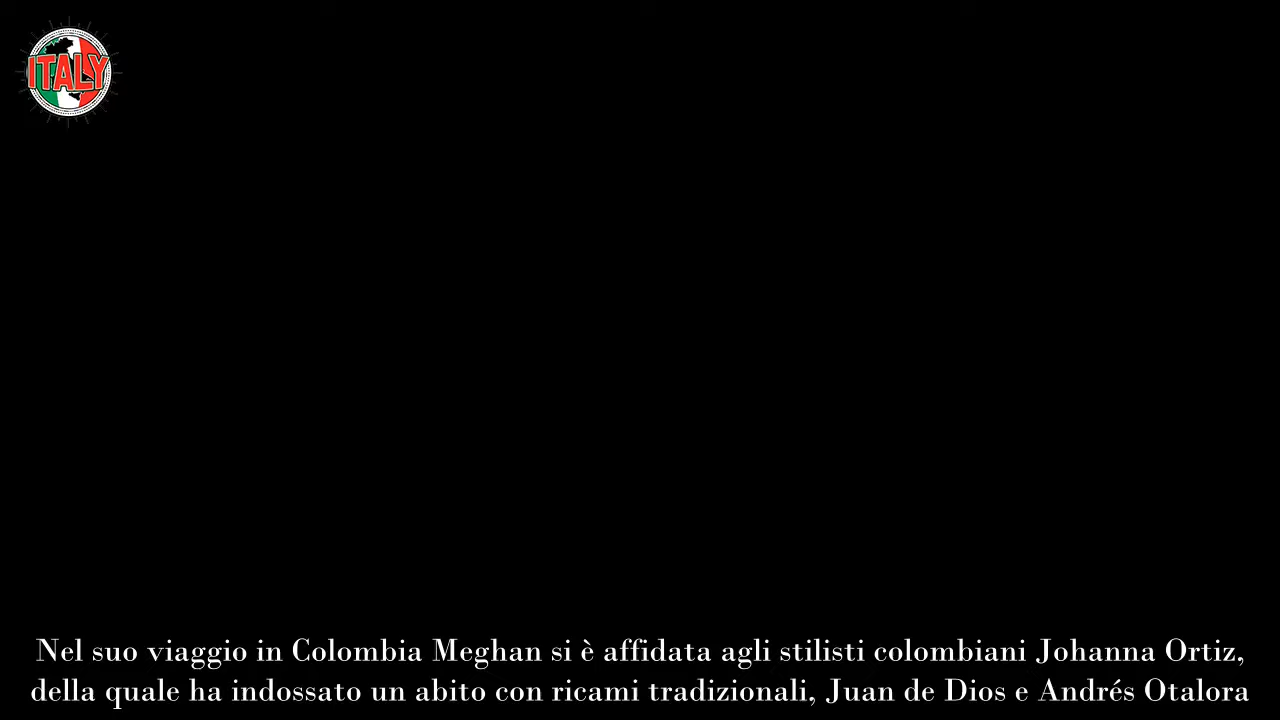 ITALY
Nel suo viaggio in Colombia Meghan si è affidata agli stilisti colombiani Johanna Ortiz,
della quale ha indossato un abito con ricami tradizionali, Juan de Dios e Andrés Otalora